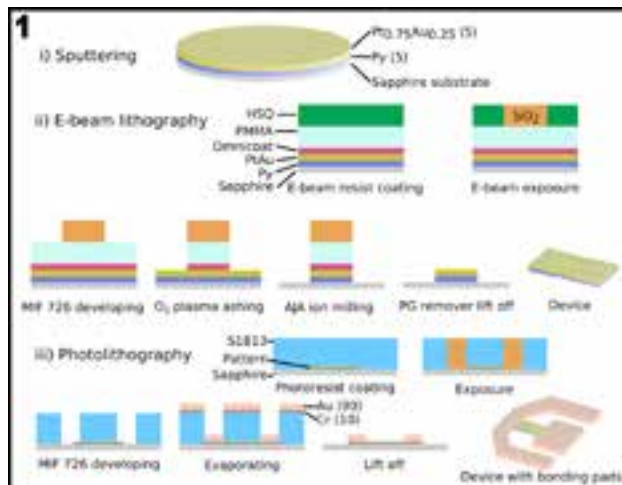 1
i) Sputtering
Pt0.75Au0.25 (5)
Py (5)
Sapphire substrate
ii) E-beam lithography
HSQ
PMMA
Omnicoat
PtAu
Py
Sapphire
SiO2
E-beam resist coating
E-beam exposure
MIF 726 developing
O2 plasma ashing
AJA ion milling
PG remover lift off
Device
iii) Photolithography
S1813
Pattern
Sapphire
Photoresist coating
Exposure
Au (90)
Cr (10)
MIF 726 developing
Evaporating
Lift off
Device with bonding pads